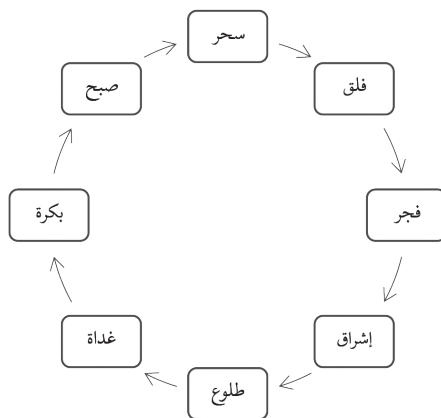 سحر
فلق
فجر
إشراق
طلوع
غداة
بكرة
صبح